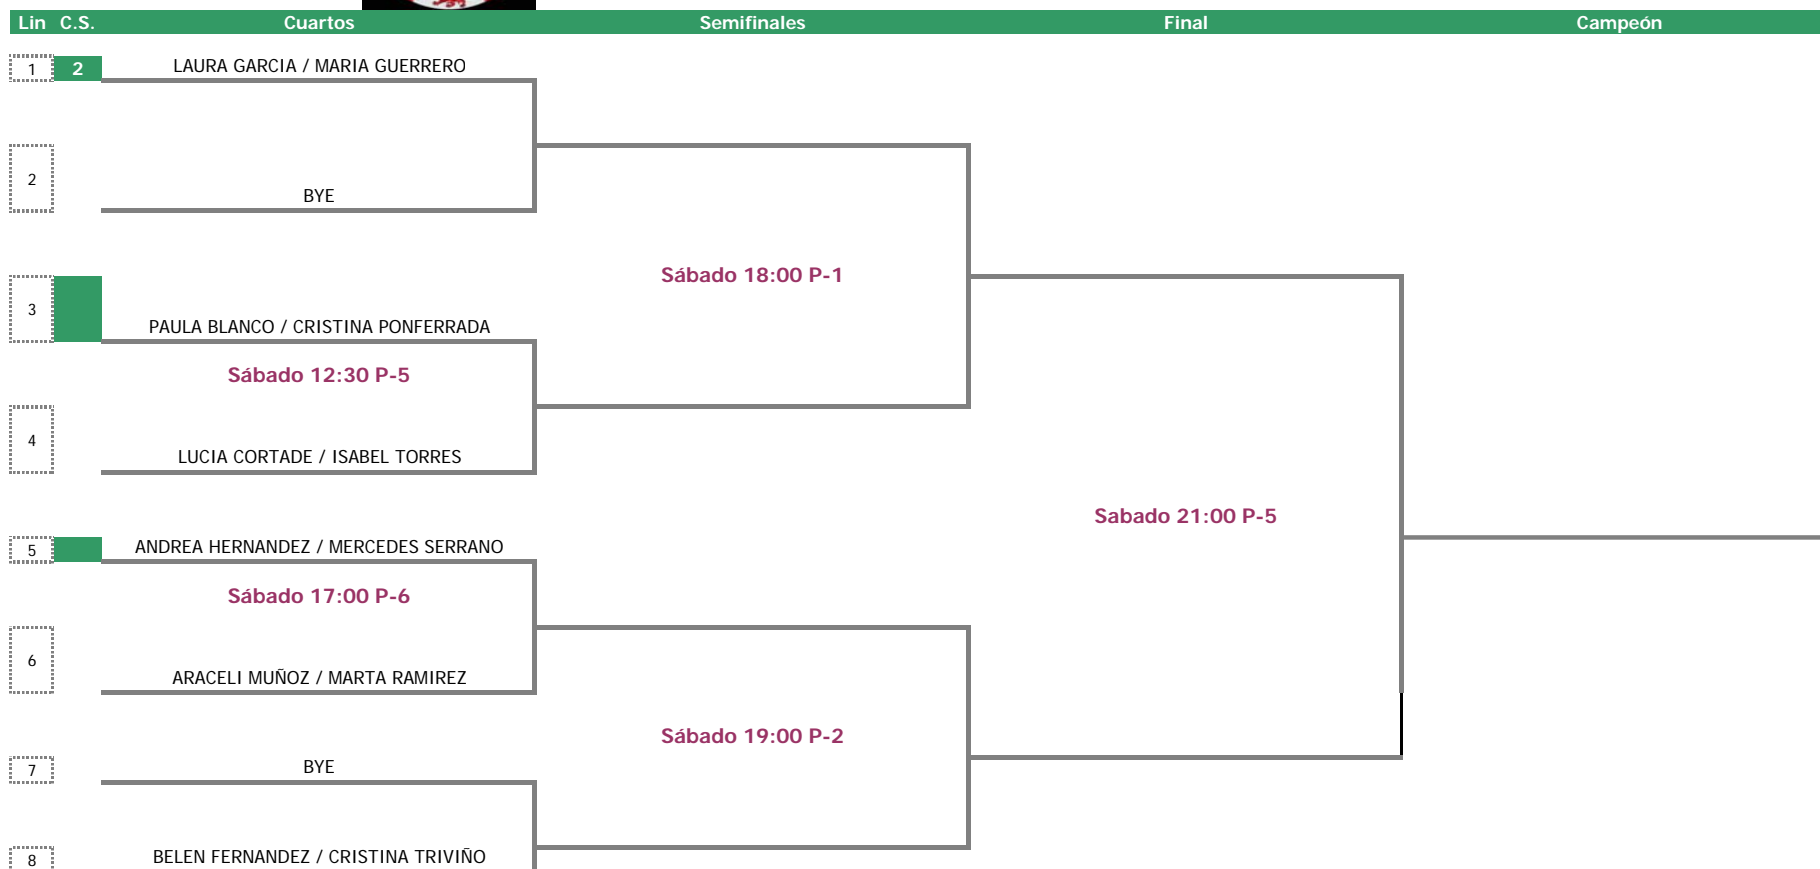 Lin C.S. Cuartos Semifinales Final Campeón
1 2 LAURA GARCIA / MARIA GUERRERO
2 BYE
Sábado 18:00 P-1
3 PAULA BLANCO / CRISTINA PONFERRADA
Sábado 12:30 P-5
4 LUCIA CORTADE / ISABEL TORRES
Sabado 21:00 P-5
5 ANDREA HERNANDEZ / MERCEDES SERRANO
Sábado 17:00 P-6
6 ARACELI MUÑOZ / MARTA RAMIREZ
Sábado 19:00 P-2
7 BYE
8 BELEN FERNANDEZ / CRISTINA TRIVIÑO